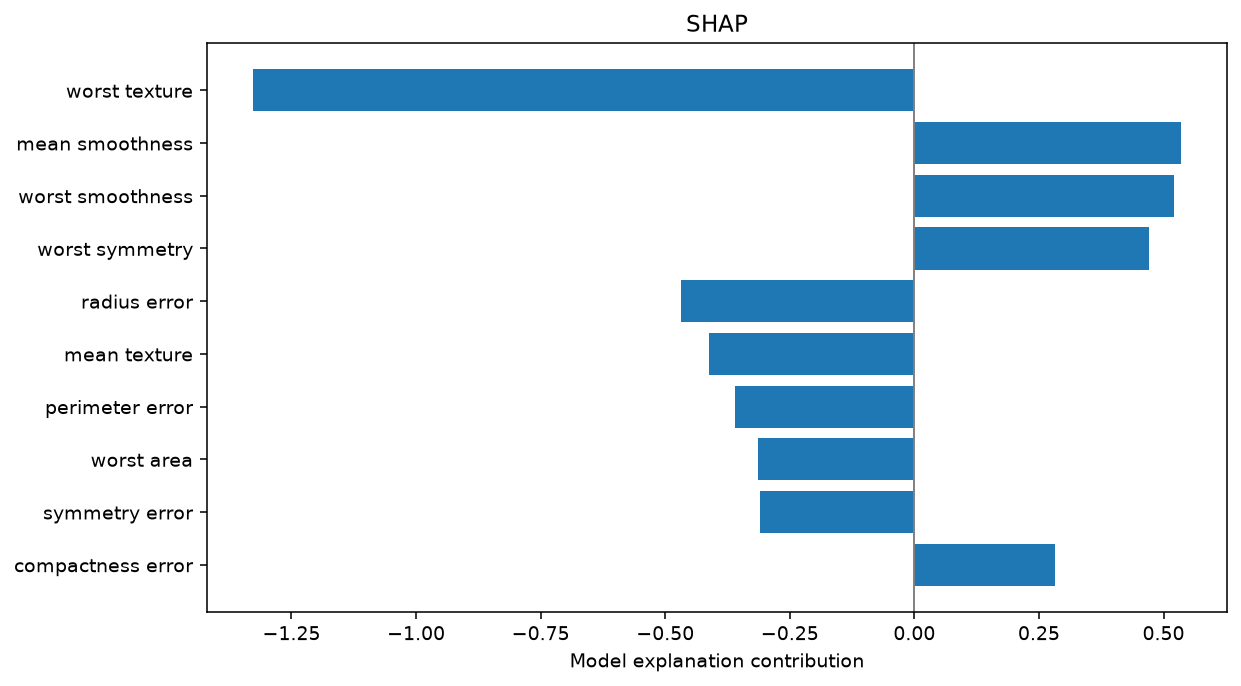 SHAP
worst texture
mean smoothness
worst smoothness
worst symmetry
radius error
mean texture
perimeter error
worst area
symmetry error
compactness error
−1.25 −1.00 −0.75 −0.50 −0.25 0.00 0.25 0.50
Model explanation contribution